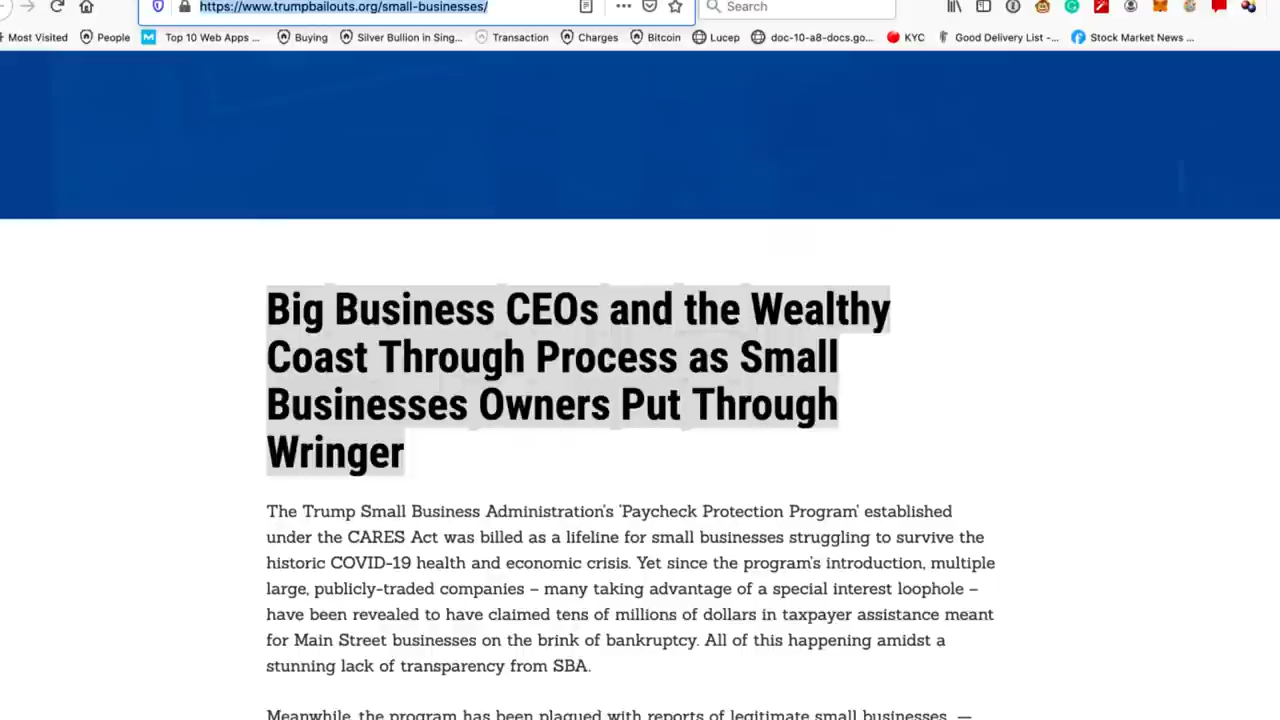 https://www.trumpbailouts.org/small-businesses/
Search
Most Visited People Top 10 Web Apps ... Buying Silver Bullion in Sing... Transaction Charges Bitcoin Lucep doc-10-a8-docs.go... KYC Good Delivery List -... Stock Market News ...
Big Business CEOs and the Wealthy
Coast Through Process as Small
Businesses Owners Put Through
Wringer
The Trump Small Business Administration's 'Paycheck Protection Program' established
under the CARES Act was billed as a lifeline for small businesses struggling to survive the
historic COVID-19 health and economic crisis. Yet since the program's introduction, multiple
large, publicly-traded companies – many taking advantage of a special interest loophole –
have been revealed to have claimed tens of millions of dollars in taxpayer assistance meant
for Main Street businesses on the brink of bankruptcy. All of this happening amidst a
stunning lack of transparency from SBA.
Meanwhile, the program has been plagued with reports of legitimate small businesses, —